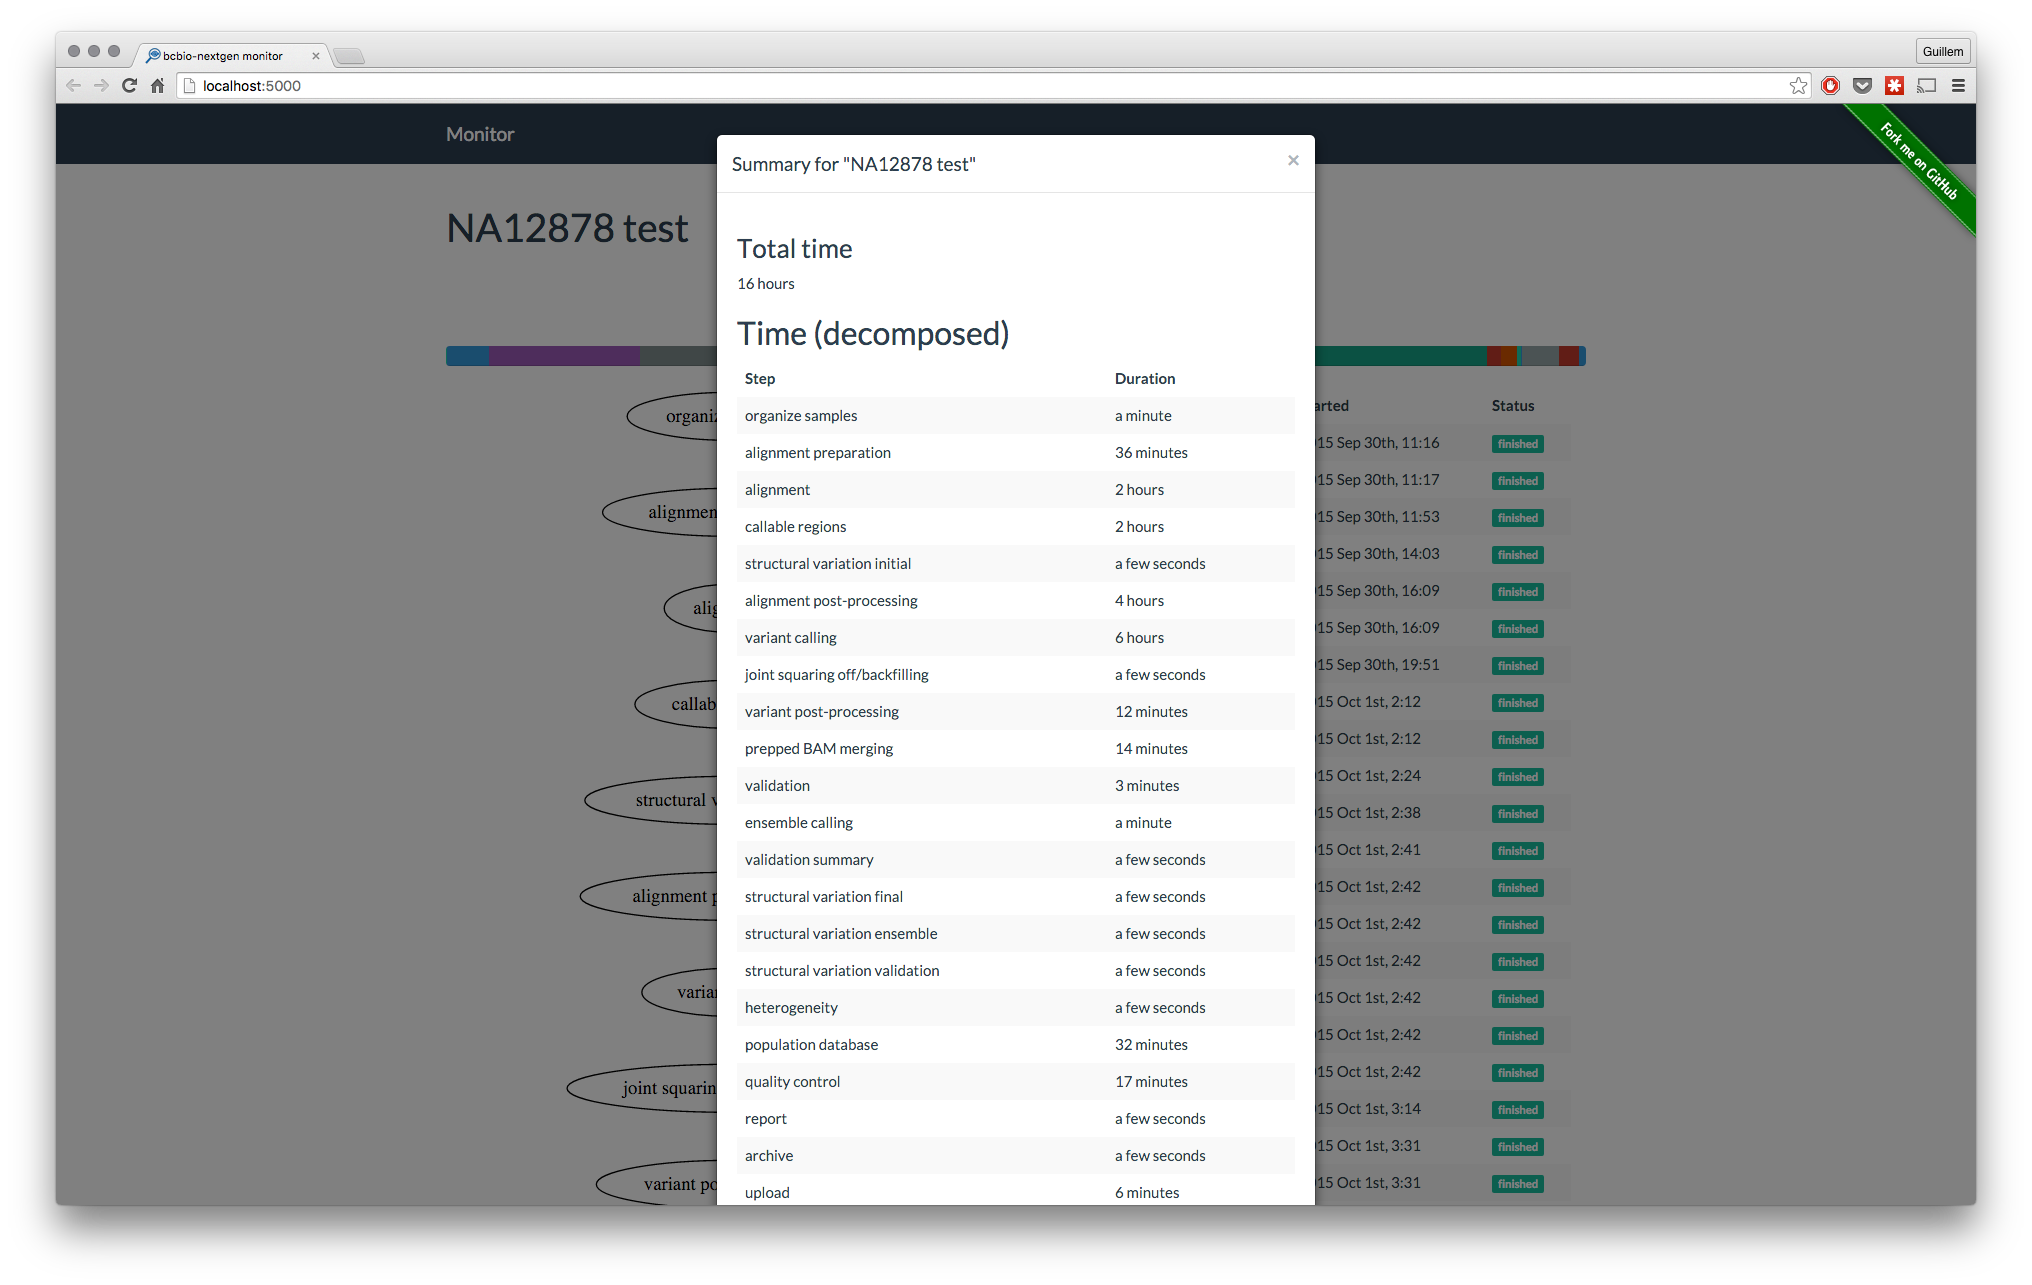 bcbio-nextgen monitor
Guillem
localhost:5000
Monitor
Fork me on GitHub
NA12878 test
Summary for "NA12878 test"
Total time
16 hours
Time (decomposed)
Step Duration
organize samples a minute
alignment preparation 36 minutes
alignment 2 hours
callable regions 2 hours
structural variation initial a few seconds
alignment post-processing 4 hours
variant calling 6 hours
joint squaring off/backfilling a few seconds
variant post-processing 12 minutes
prepped BAM merging 14 minutes
validation 3 minutes
ensemble calling a minute
validation summary a few seconds
structural variation final a few seconds
structural variation ensemble a few seconds
structural variation validation a few seconds
heterogeneity a few seconds
population database 32 minutes
quality control 17 minutes
report a few seconds
archive a few seconds
upload 6 minutes
organiz
alignmen
alig
callab
structural v
alignment p
varian
joint squarin
variant po
arted Status
15 Sep 30th, 11:16 finished
15 Sep 30th, 11:17 finished
15 Sep 30th, 11:53 finished
15 Sep 30th, 14:03 finished
15 Sep 30th, 16:09 finished
15 Sep 30th, 16:09 finished
15 Sep 30th, 19:51 finished
15 Oct 1st, 2:12 finished
15 Oct 1st, 2:12 finished
15 Oct 1st, 2:24 finished
15 Oct 1st, 2:38 finished
15 Oct 1st, 2:41 finished
15 Oct 1st, 2:42 finished
15 Oct 1st, 2:42 finished
15 Oct 1st, 2:42 finished
15 Oct 1st, 2:42 finished
15 Oct 1st, 2:42 finished
15 Oct 1st, 2:42 finished
15 Oct 1st, 3:14 finished
15 Oct 1st, 3:31 finished
15 Oct 1st, 3:31 finished